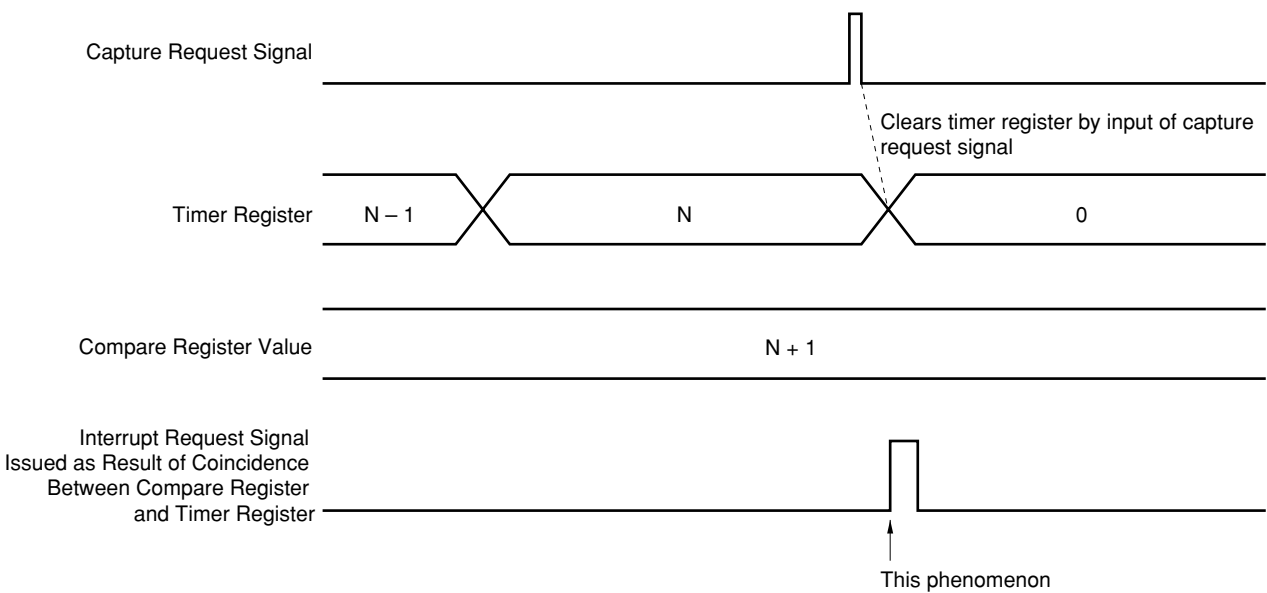 Capture Request Signal
Clears timer register by input of capture
request signal
Timer Register
N – 1
N
0
Compare Register Value
N + 1
Interrupt Request Signal
Issued as Result of Coincidence
Between Compare Register
and Timer Register
This phenomenon